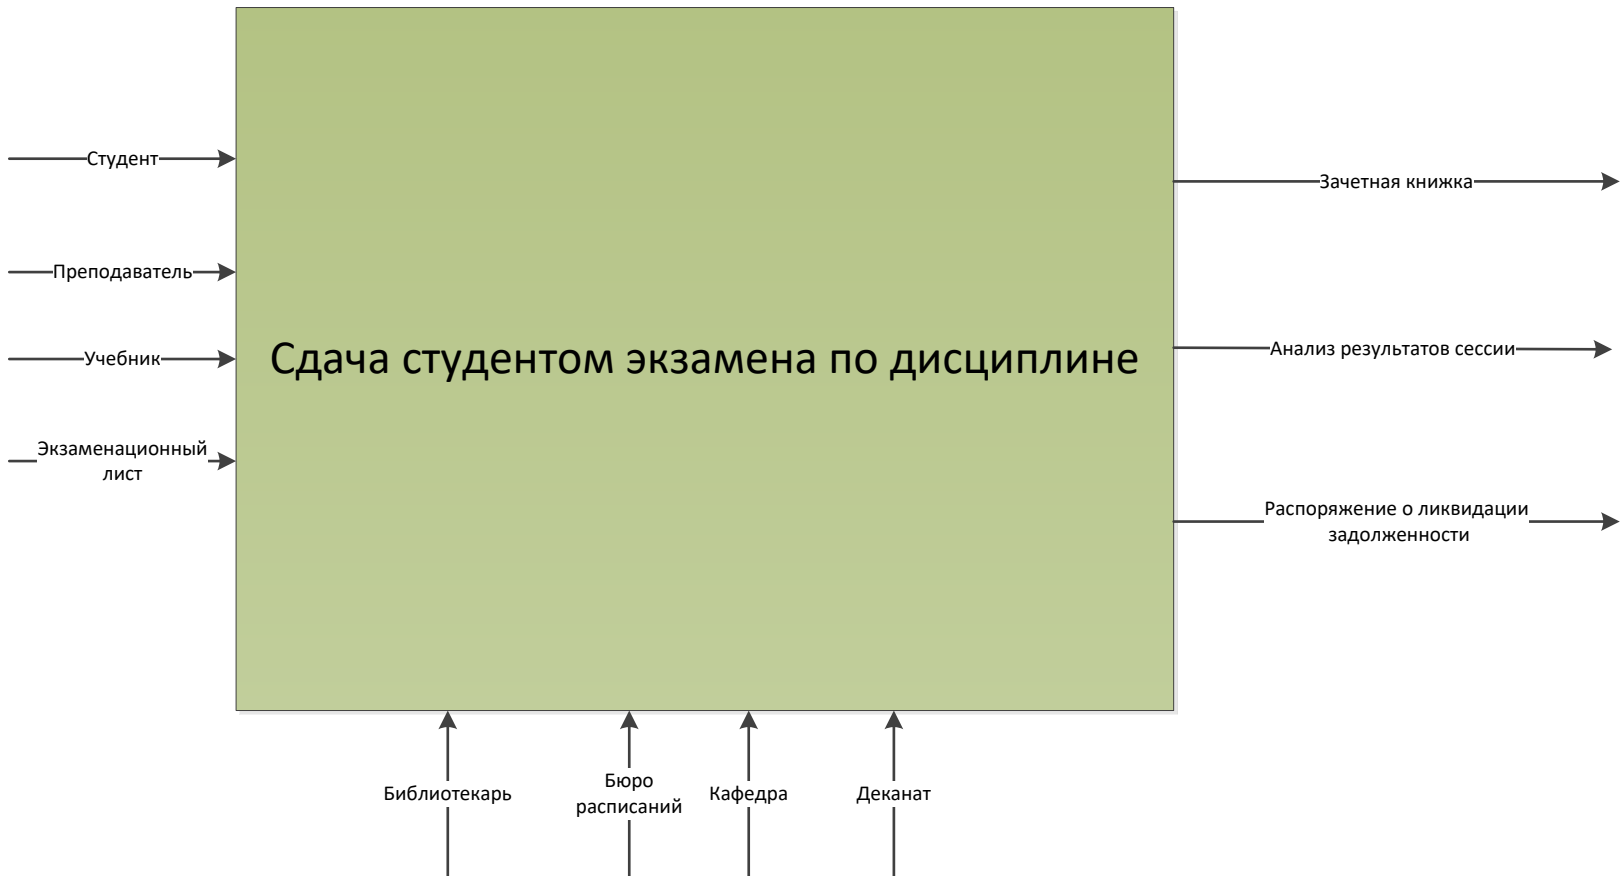 Студент
Зачетная книжка
Преподаватель
Сдача студентом экзамена по дисциплине
Учебник
Анализ результатов сессии
Экзаменационный
лист
Распоряжение о ликвидации
задолженности
Библиотекарь
Бюро
расписаний
Кафедра
Деканат